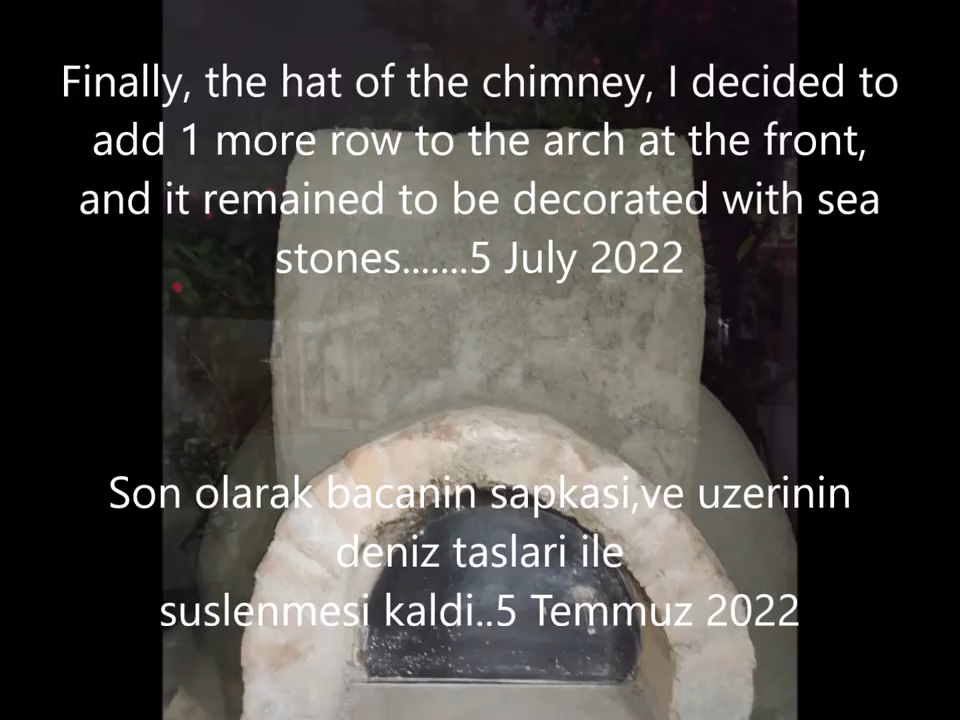 Finally, the hat of the chimney, I decided to
add 1 more row to the arch at the front,
and it remained to be decorated with sea
stones.......5 July 2022
Son olarak bacanin sapkasi,ve uzerinin
deniz taslari ile
suslenmesi kaldi..5 Temmuz 2022